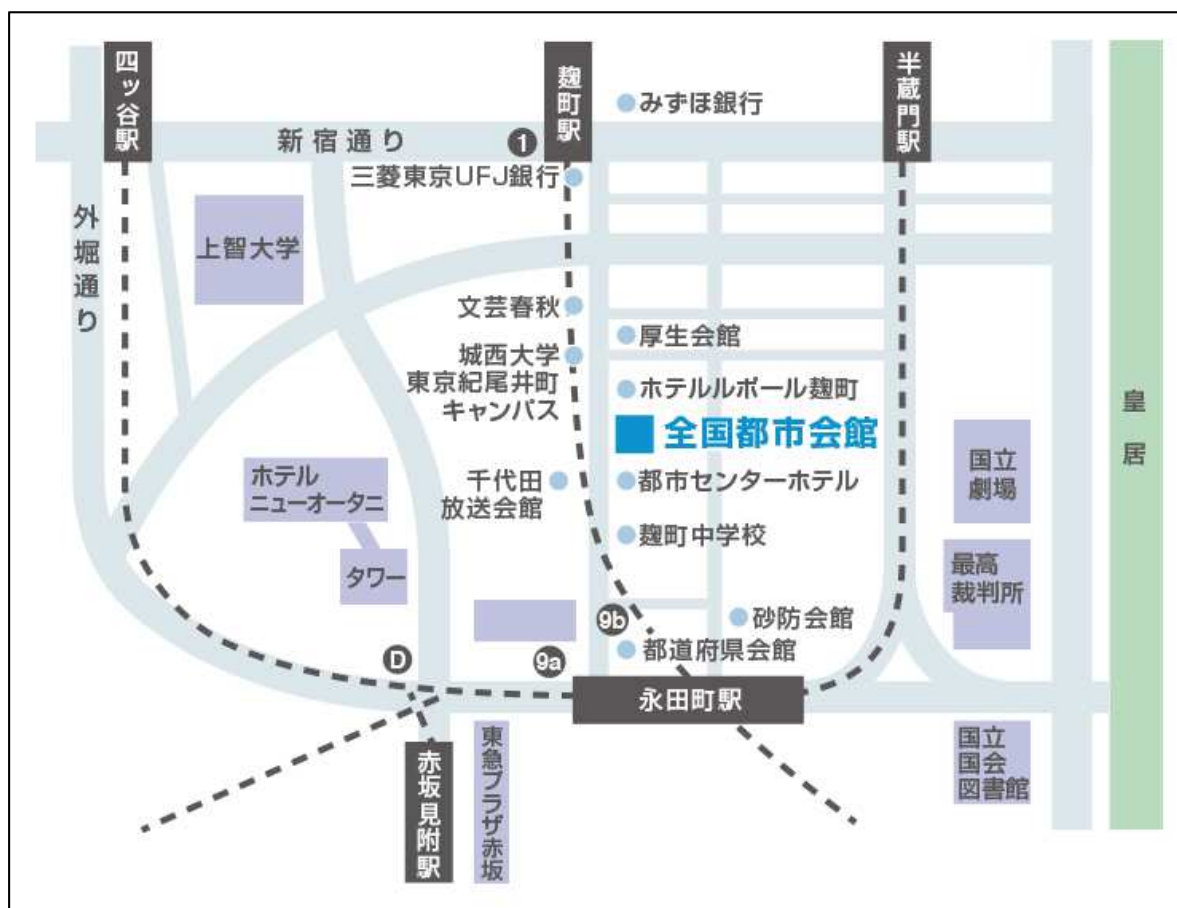 四ッ谷駅
麹町駅
半蔵門駅
みずほ銀行
新宿通り
1
三菱東京UFJ銀行
外堀通り
上智大学
文芸春秋
厚生会館
城西大学
東京紀尾井町
キャンパス
ホテルルポール麹町
全国都市会館
皇居
国立
劇場
ホテル
ニューオータニ
千代田
放送会館
都市センターホテル
麹町中学校
タワー
最高
裁判所
9b
砂防会館
都道府県会館
D
9a
永田町駅
赤坂見附駅
東急プラザ赤坂
国立
国会
図書館